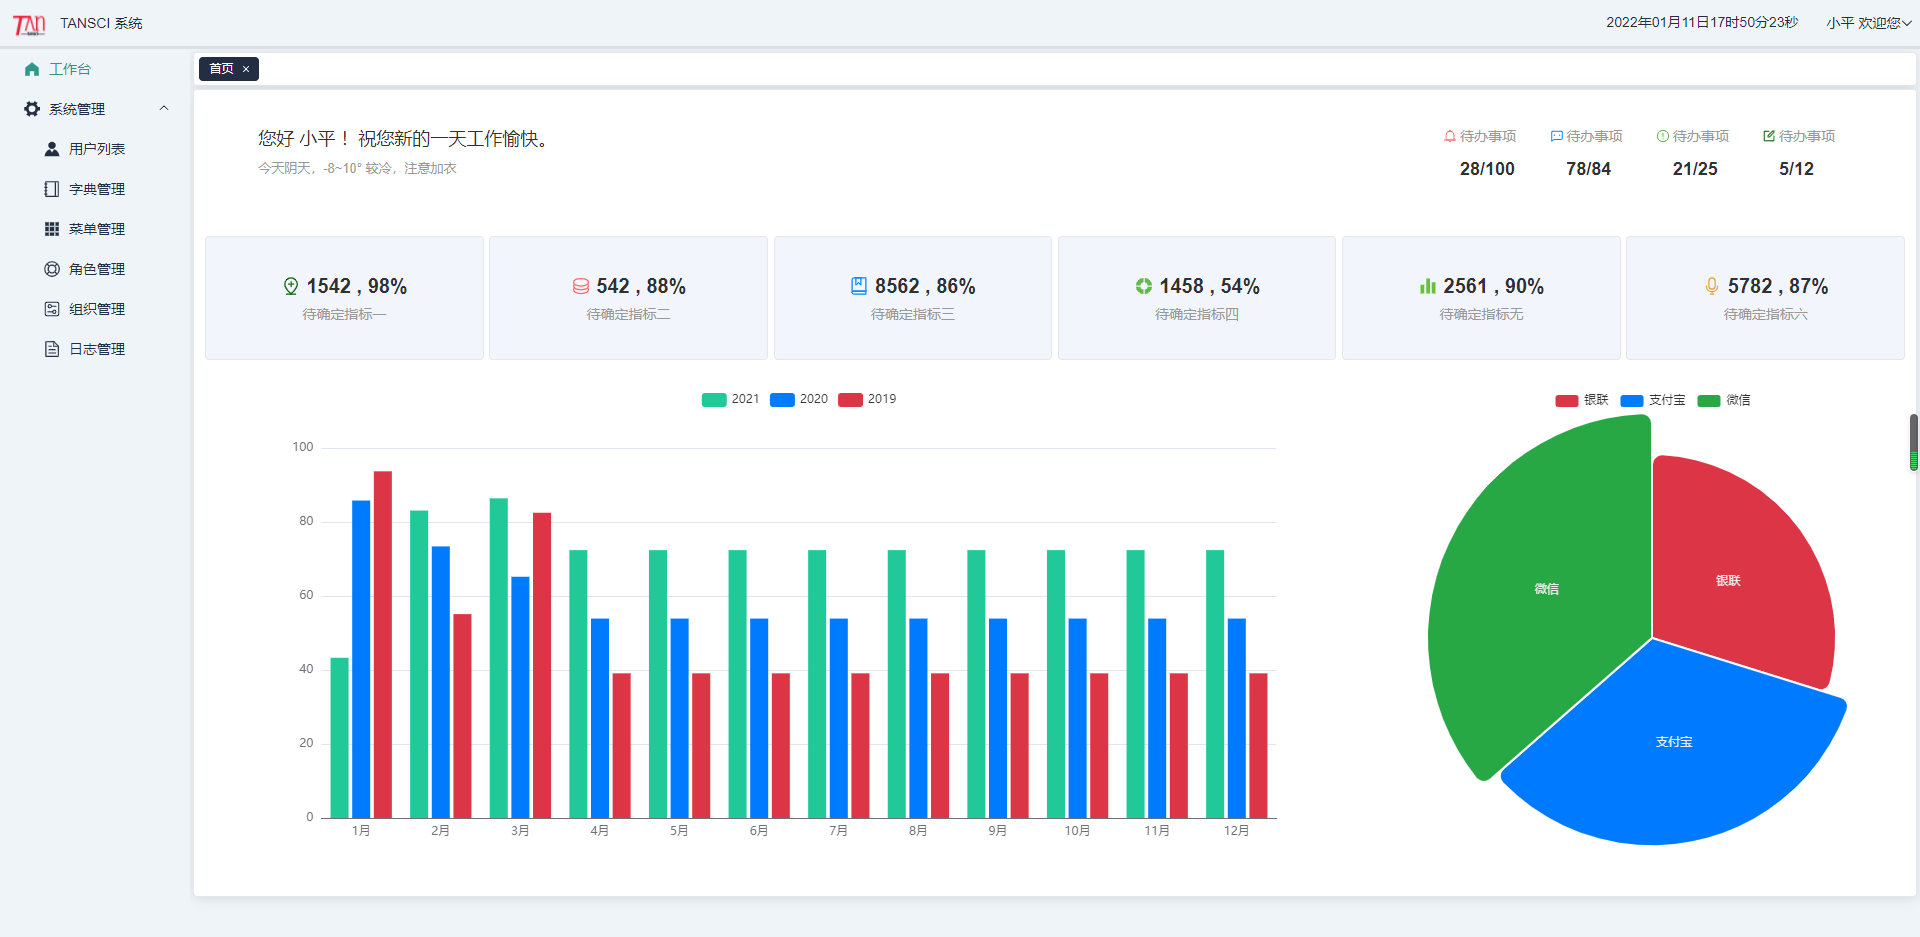 TAN
TANSCI 系统
2022年01月11日17时50分23秒
小平 欢迎您
工作台
系统管理
用户列表
字典管理
菜单管理
角色管理
组织管理
日志管理
首页 ×
您好 小平！ 祝您新的一天工作愉快。
今天阴天，-8~10° 较冷，注意加衣
待办事项 待办事项 待办事项 待办事项
28/100 78/84 21/25 5/12
1542 , 98%
待确定指标一
542 , 88%
待确定指标二
8562 , 86%
待确定指标三
1458 , 54%
待确定指标四
2561 , 90%
待确定指标无
5782 , 87%
待确定指标六
2021 2020 2019
100
80
60
40
20
0
1月 2月 3月 4月 5月 6月 7月 8月 9月 10月 11月 12月
银联 支付宝 微信
微信
银联
支付宝